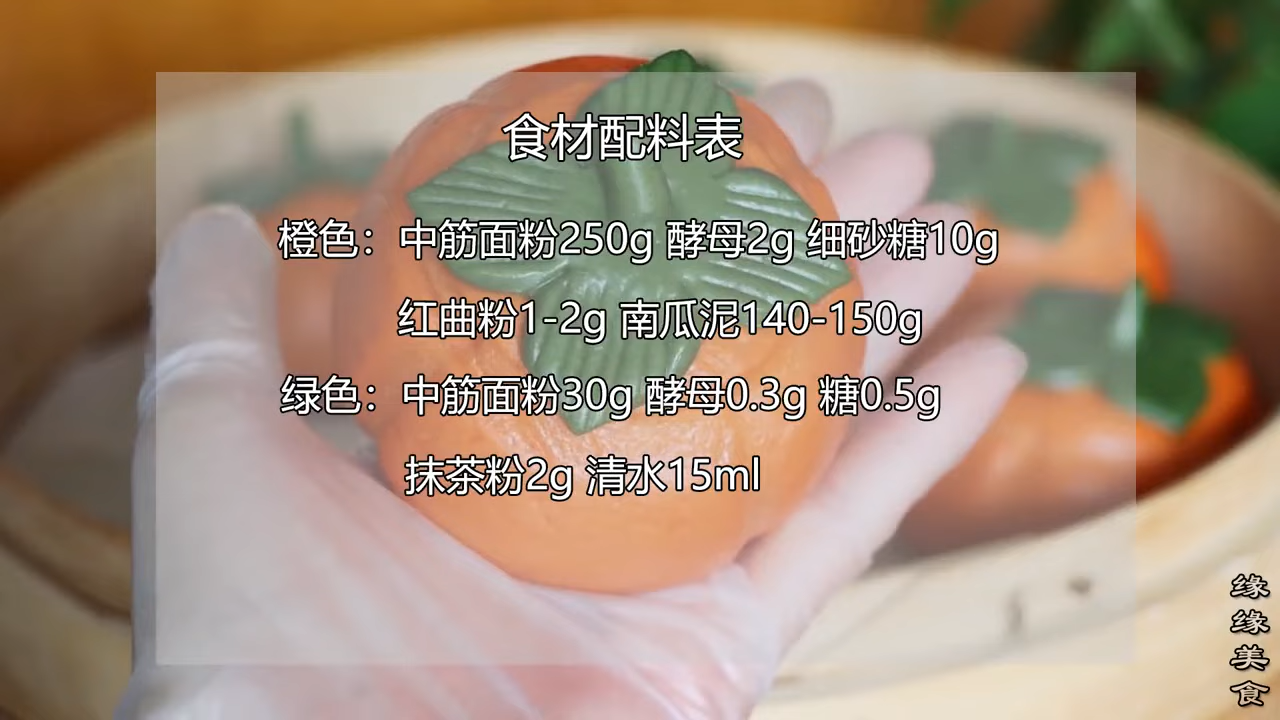 食材配料表
橙色：中筋面粉250g 酵母2g 细砂糖10g
红曲粉1-2g 南瓜泥140-150g
绿色：中筋面粉30g 酵母0.3g 糖0.5g
抹茶粉2g 清水15ml
缘缘美食